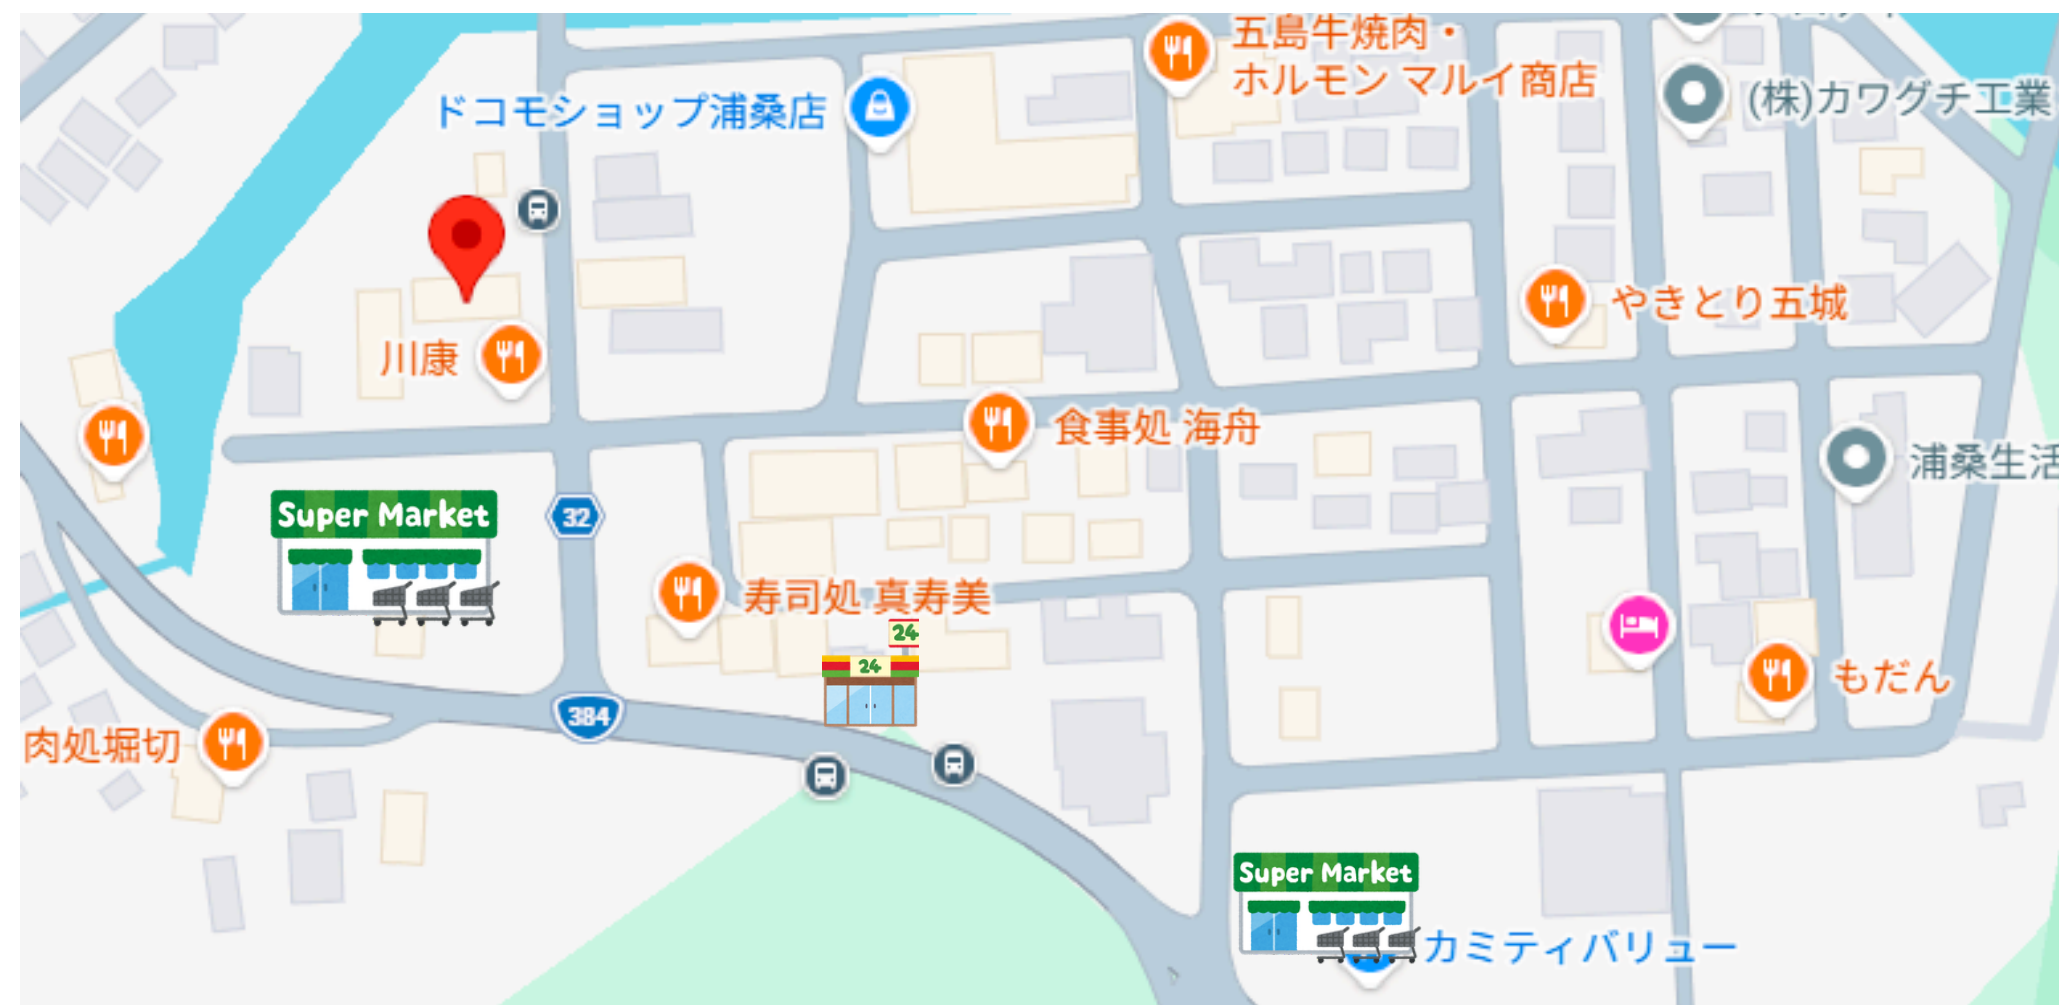 五島牛焼肉・
ホルモン マルイ商店
ドコモショップ浦桑店
(株)カワグチ工業
川康
やきとり五城
食事処 海舟
浦桑生活
Super Market
32
寿司処 真寿美
24
24
もだん
384
肉処堀切
Super Market
カミティバリュー